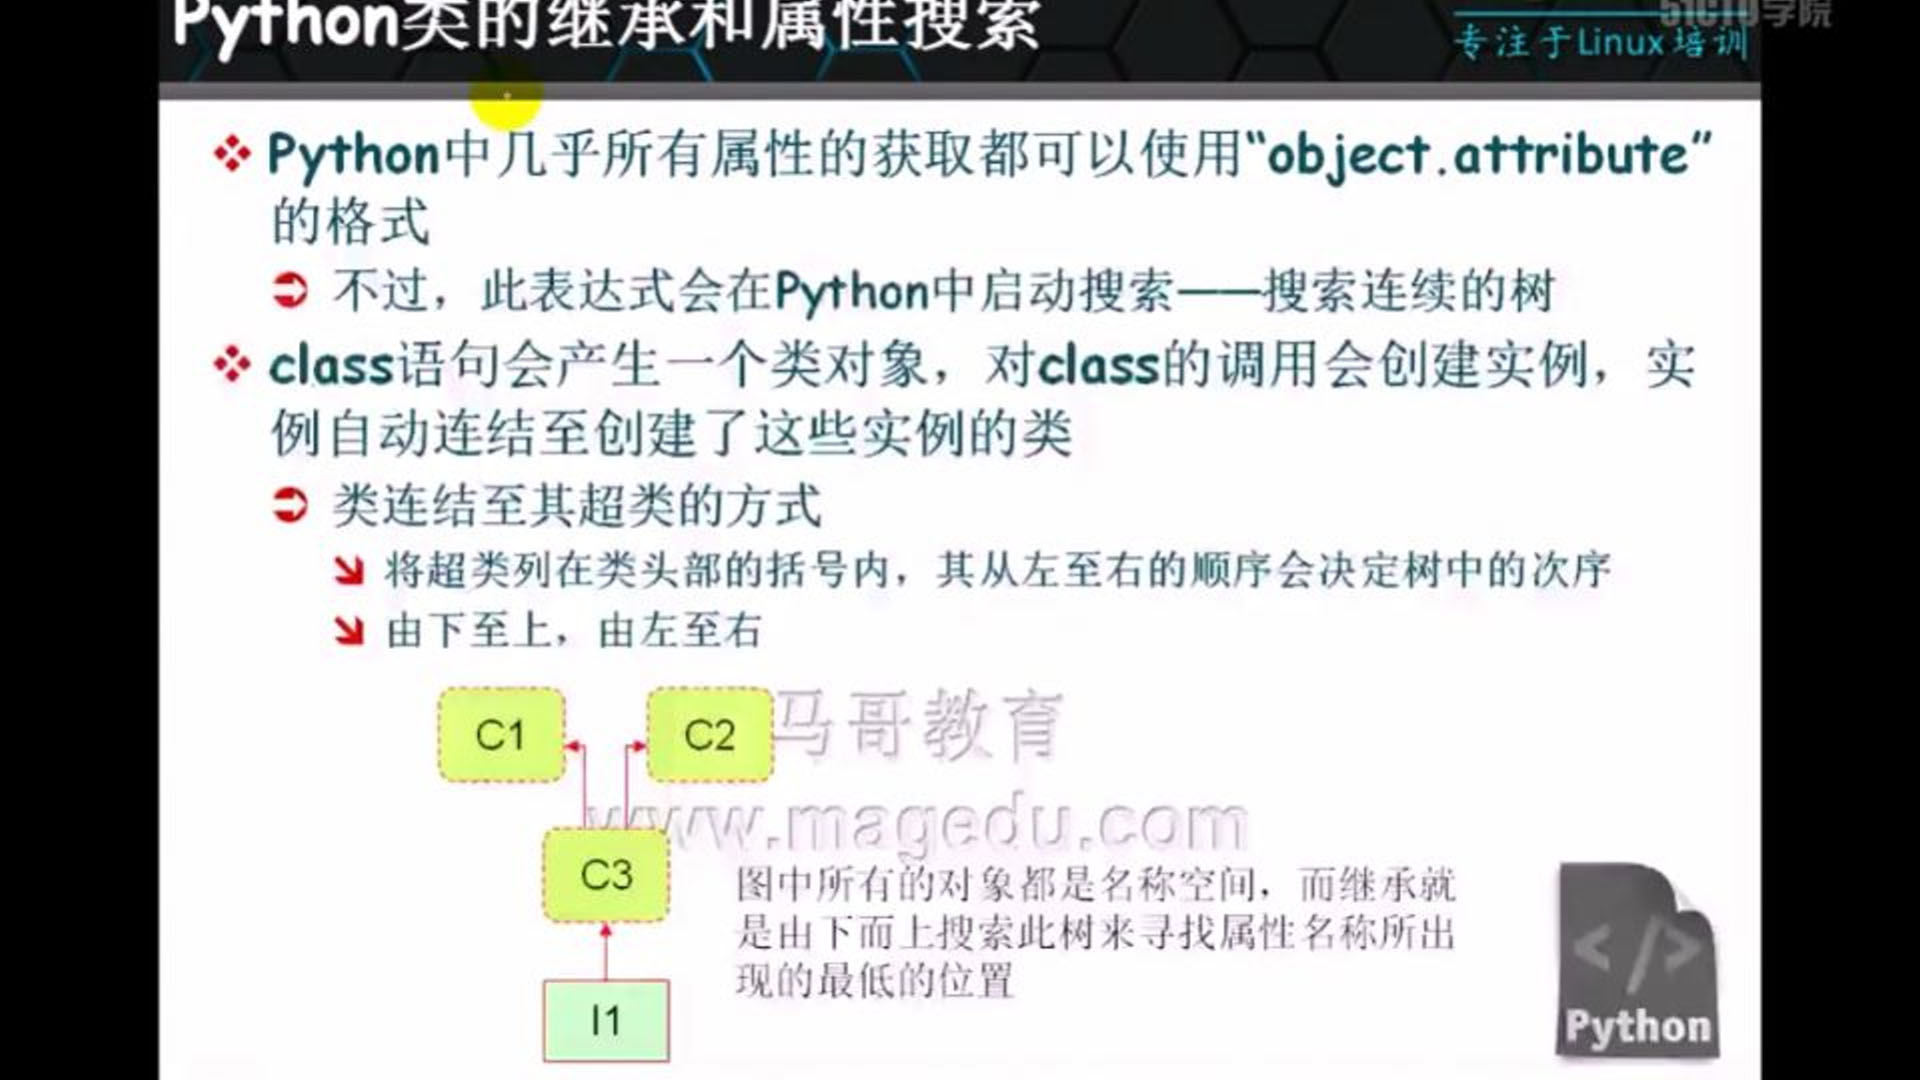 Python类的继承和属性搜索
51CTO学院
专注于Linux培训
Python中几乎所有属性的获取都可以使用“object.attribute”
的格式
不过，此表达式会在Python中启动搜索——搜索连续的树
class语句会产生一个类对象，对class的调用会创建实例，实
例自动连结至创建了这些实例的类
类连结至其超类的方式
将超类列在类头部的括号内，其从左至右的顺序会决定树中的次序
由下至上，由左至右
C1
C2
马哥教育
www.magedu.com
C3
图中所有的对象都是名称空间，而继承就
是由下而上搜索此树来寻找属性名称所出
现的最低的位置
I1
</>
Python